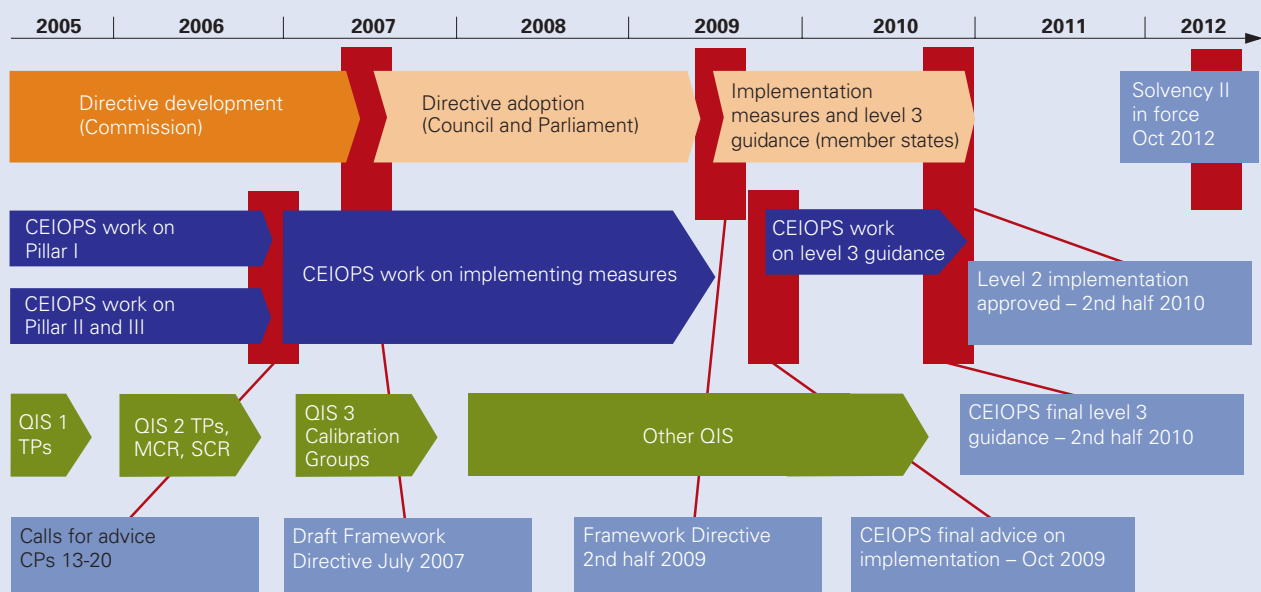 2005
2006
2007
2008
2009
2010
2011
2012
Directive development
(Commission)
Directive adoption
(Council and Parliament)
Implementation
measures and level 3
guidance (member states)
Solvency II
in force
Oct 2012
CEIOPS work on
Pillar I
CEIOPS work on
Pillar II and III
CEIOPS work on implementing measures
CEIOPS work
on level 3 guidance
Level 2 implementation
approved – 2nd half 2010
QIS 1
TPs
QIS 2 TPs,
MCR, SCR
QIS 3
Calibration
Groups
Other QIS
CEIOPS final level 3
guidance – 2nd half 2010
Calls for advice
CPs 13-20
Draft Framework
Directive July 2007
Framework Directive
2nd half 2009
CEIOPS final advice on
implementation – Oct 2009